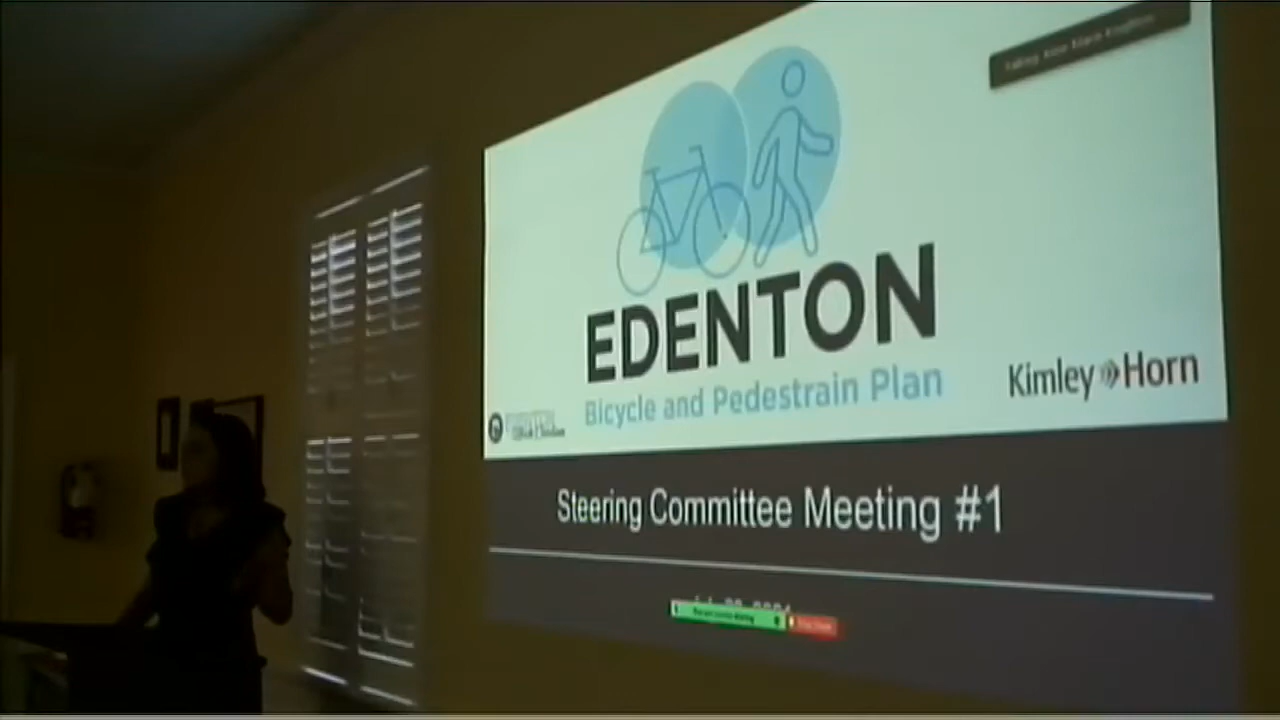 EDENTON
Bicycle and Pedestrain Plan
Kimley Horn
Steering Committee Meeting #1